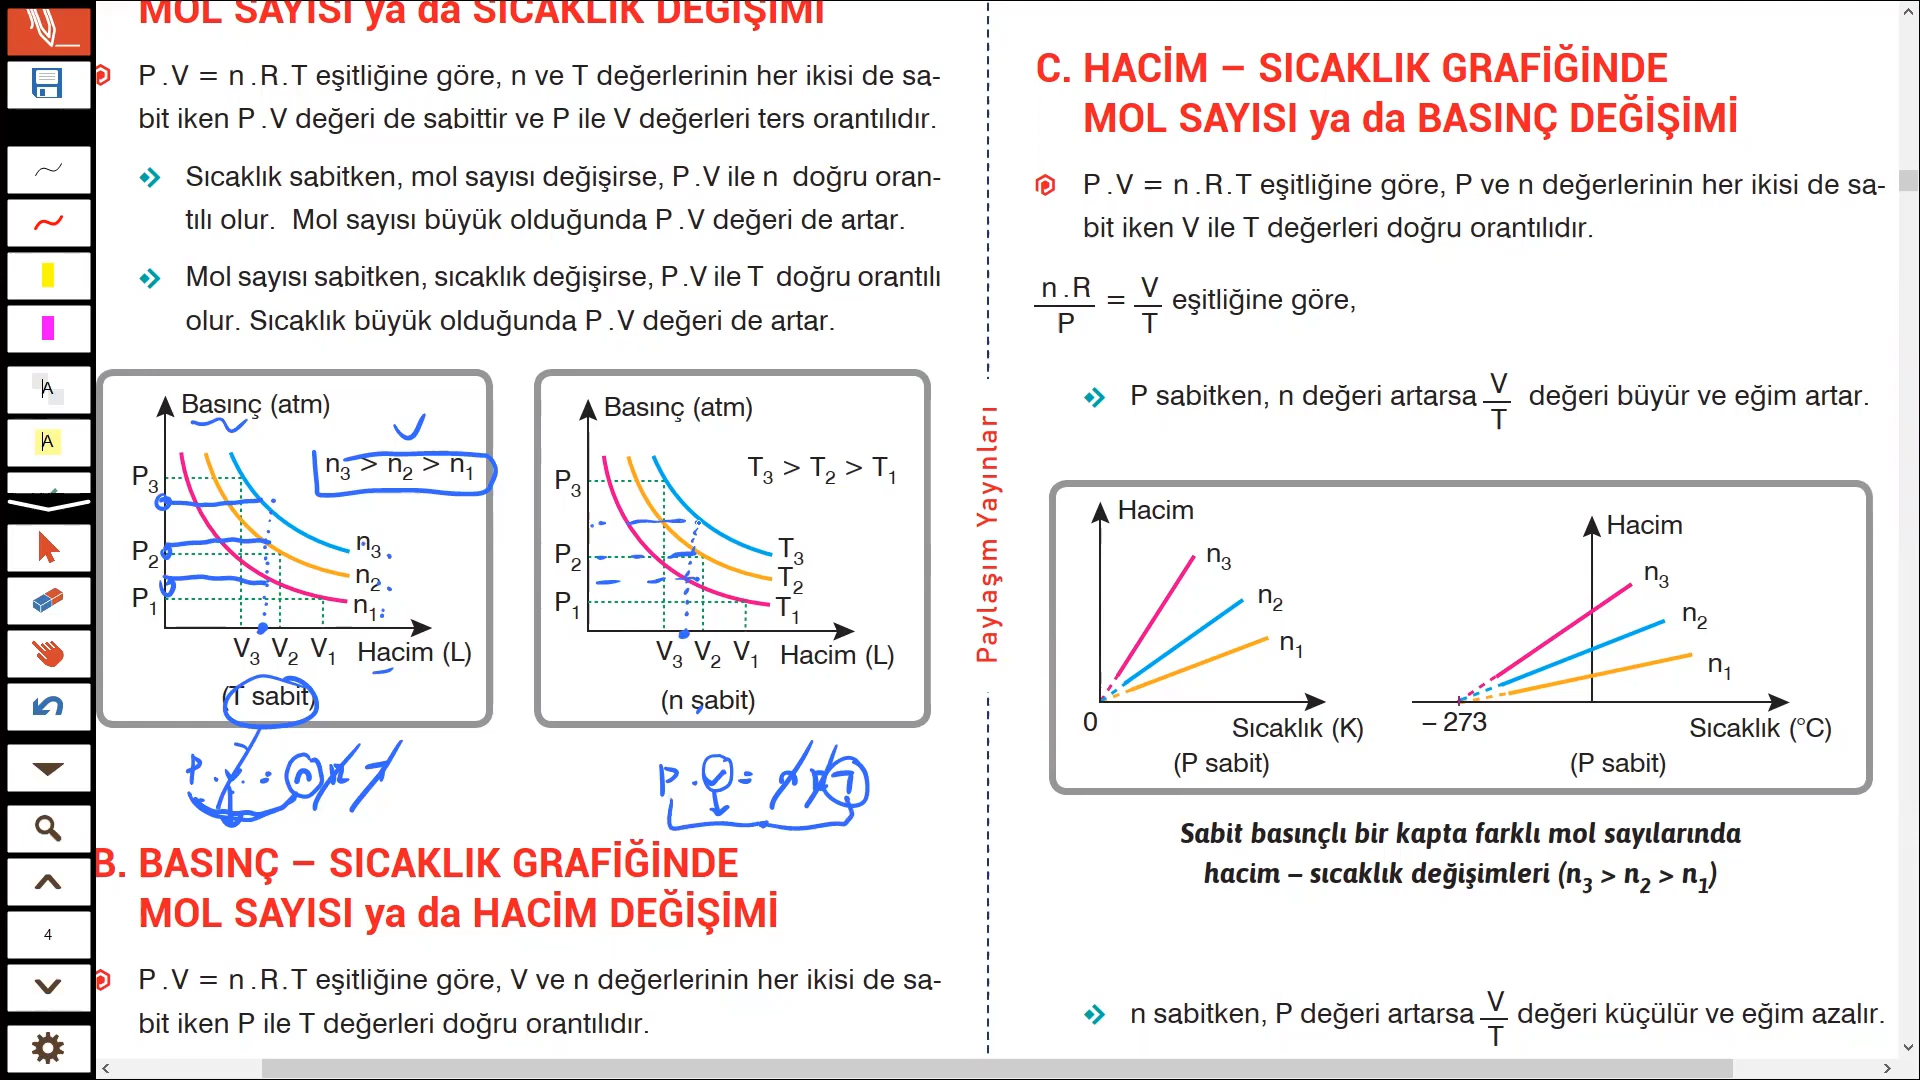 MOL SAYISI ya da SICAKLIK DEĞİŞİMİ
P.V = n.R.T eşitliğine göre, n ve T değerlerinin her ikisi de sa-
bit iken P.V değeri de sabittir ve P ile V değerleri ters orantılıdır.
Sıcaklık sabitken, mol sayısı değişirse, P.V ile n doğru oran-
tılı olur. Mol sayısı büyük olduğunda P.V değeri de artar.
Mol sayısı sabitken, sıcaklık değişirse, P.V ile T doğru orantılı
olur. Sıcaklık büyük olduğunda P.V değeri de artar.
Basınç (atm)
n3 > n2 > n1
P3
P2
P1
n3
n2
n1
V3 V2 V1 Hacim (L)
(T sabit)
Basınç (atm)
T3 > T2 > T1
P3
P2
P1
T3
T2
T1
V3 V2 V1 Hacim (L)
(n sabit)
B. BASINÇ – SICAKLIK GRAFİĞİNDE
MOL SAYISI ya da HACİM DEĞİŞİMİ
P.V = n.R.T eşitliğine göre, V ve n değerlerinin her ikisi de sa-
bit iken P ile T değerleri doğru orantılıdır.
Paylaşım Yayınları
C. HACİM – SICAKLIK GRAFİĞİNDE
MOL SAYISI ya da BASINÇ DEĞİŞİMİ
P.V = n.R.T eşitliğine göre, P ve n değerlerinin her ikisi de sa-
bit iken V ile T değerleri doğru orantılıdır.
n.R/P = V/T eşitliğine göre,
P sabitken, n değeri artarsa V/T değeri büyür ve eğim artar.
Hacim
n3
n2
n1
0
Sıcaklık (K)
(P sabit)
Hacim
n3
n2
n1
– 273
Sıcaklık (°C)
(P sabit)
Sabit basınçlı bir kapta farklı mol sayılarında
hacim – sıcaklık değişimleri (n3 > n2 > n1)
n sabitken, P değeri artarsa V/T değeri küçülür ve eğim azalır.
A
A
4